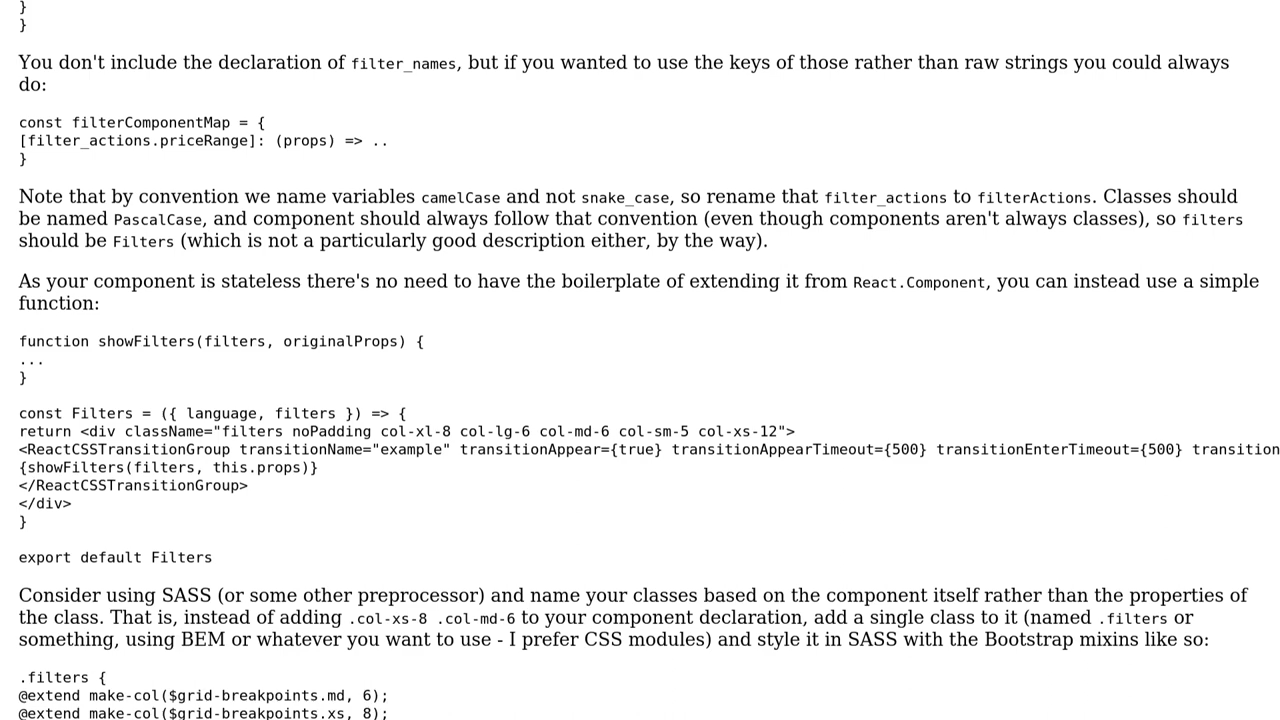 }
}
You don't include the declaration of filter_names, but if you wanted to use the keys of those rather than raw strings you could always
do:
const filterComponentMap = {
[filter_actions.priceRange]: (props) => ..
}
Note that by convention we name variables camelCase and not snake_case, so rename that filter_actions to filterActions. Classes should
be named PascalCase, and component should always follow that convention (even though components aren't always classes), so filters
should be Filters (which is not a particularly good description either, by the way).
As your component is stateless there's no need to have the boilerplate of extending it from React.Component, you can instead use a simple
function:
function showFilters(filters, originalProps) {
...
}
const Filters = ({ language, filters }) => {
return <div className="filters noPadding col-xl-8 col-lg-6 col-md-6 col-sm-5 col-xs-12">
<ReactCSSTransitionGroup transitionName="example" transitionAppear={true} transitionAppearTimeout={500} transitionEnterTimeout={500} transition
{showFilters(filters, this.props)}
</ReactCSSTransitionGroup>
</div>
}
export default Filters
Consider using SASS (or some other preprocessor) and name your classes based on the component itself rather than the properties of
the class. That is, instead of adding .col-xs-8 .col-md-6 to your component declaration, add a single class to it (named .filters or
something, using BEM or whatever you want to use - I prefer CSS modules) and style it in SASS with the Bootstrap mixins like so:
.filters {
@extend make-col($grid-breakpoints.md, 6);
@extend make-col($grid-breakpoints.xs, 8);